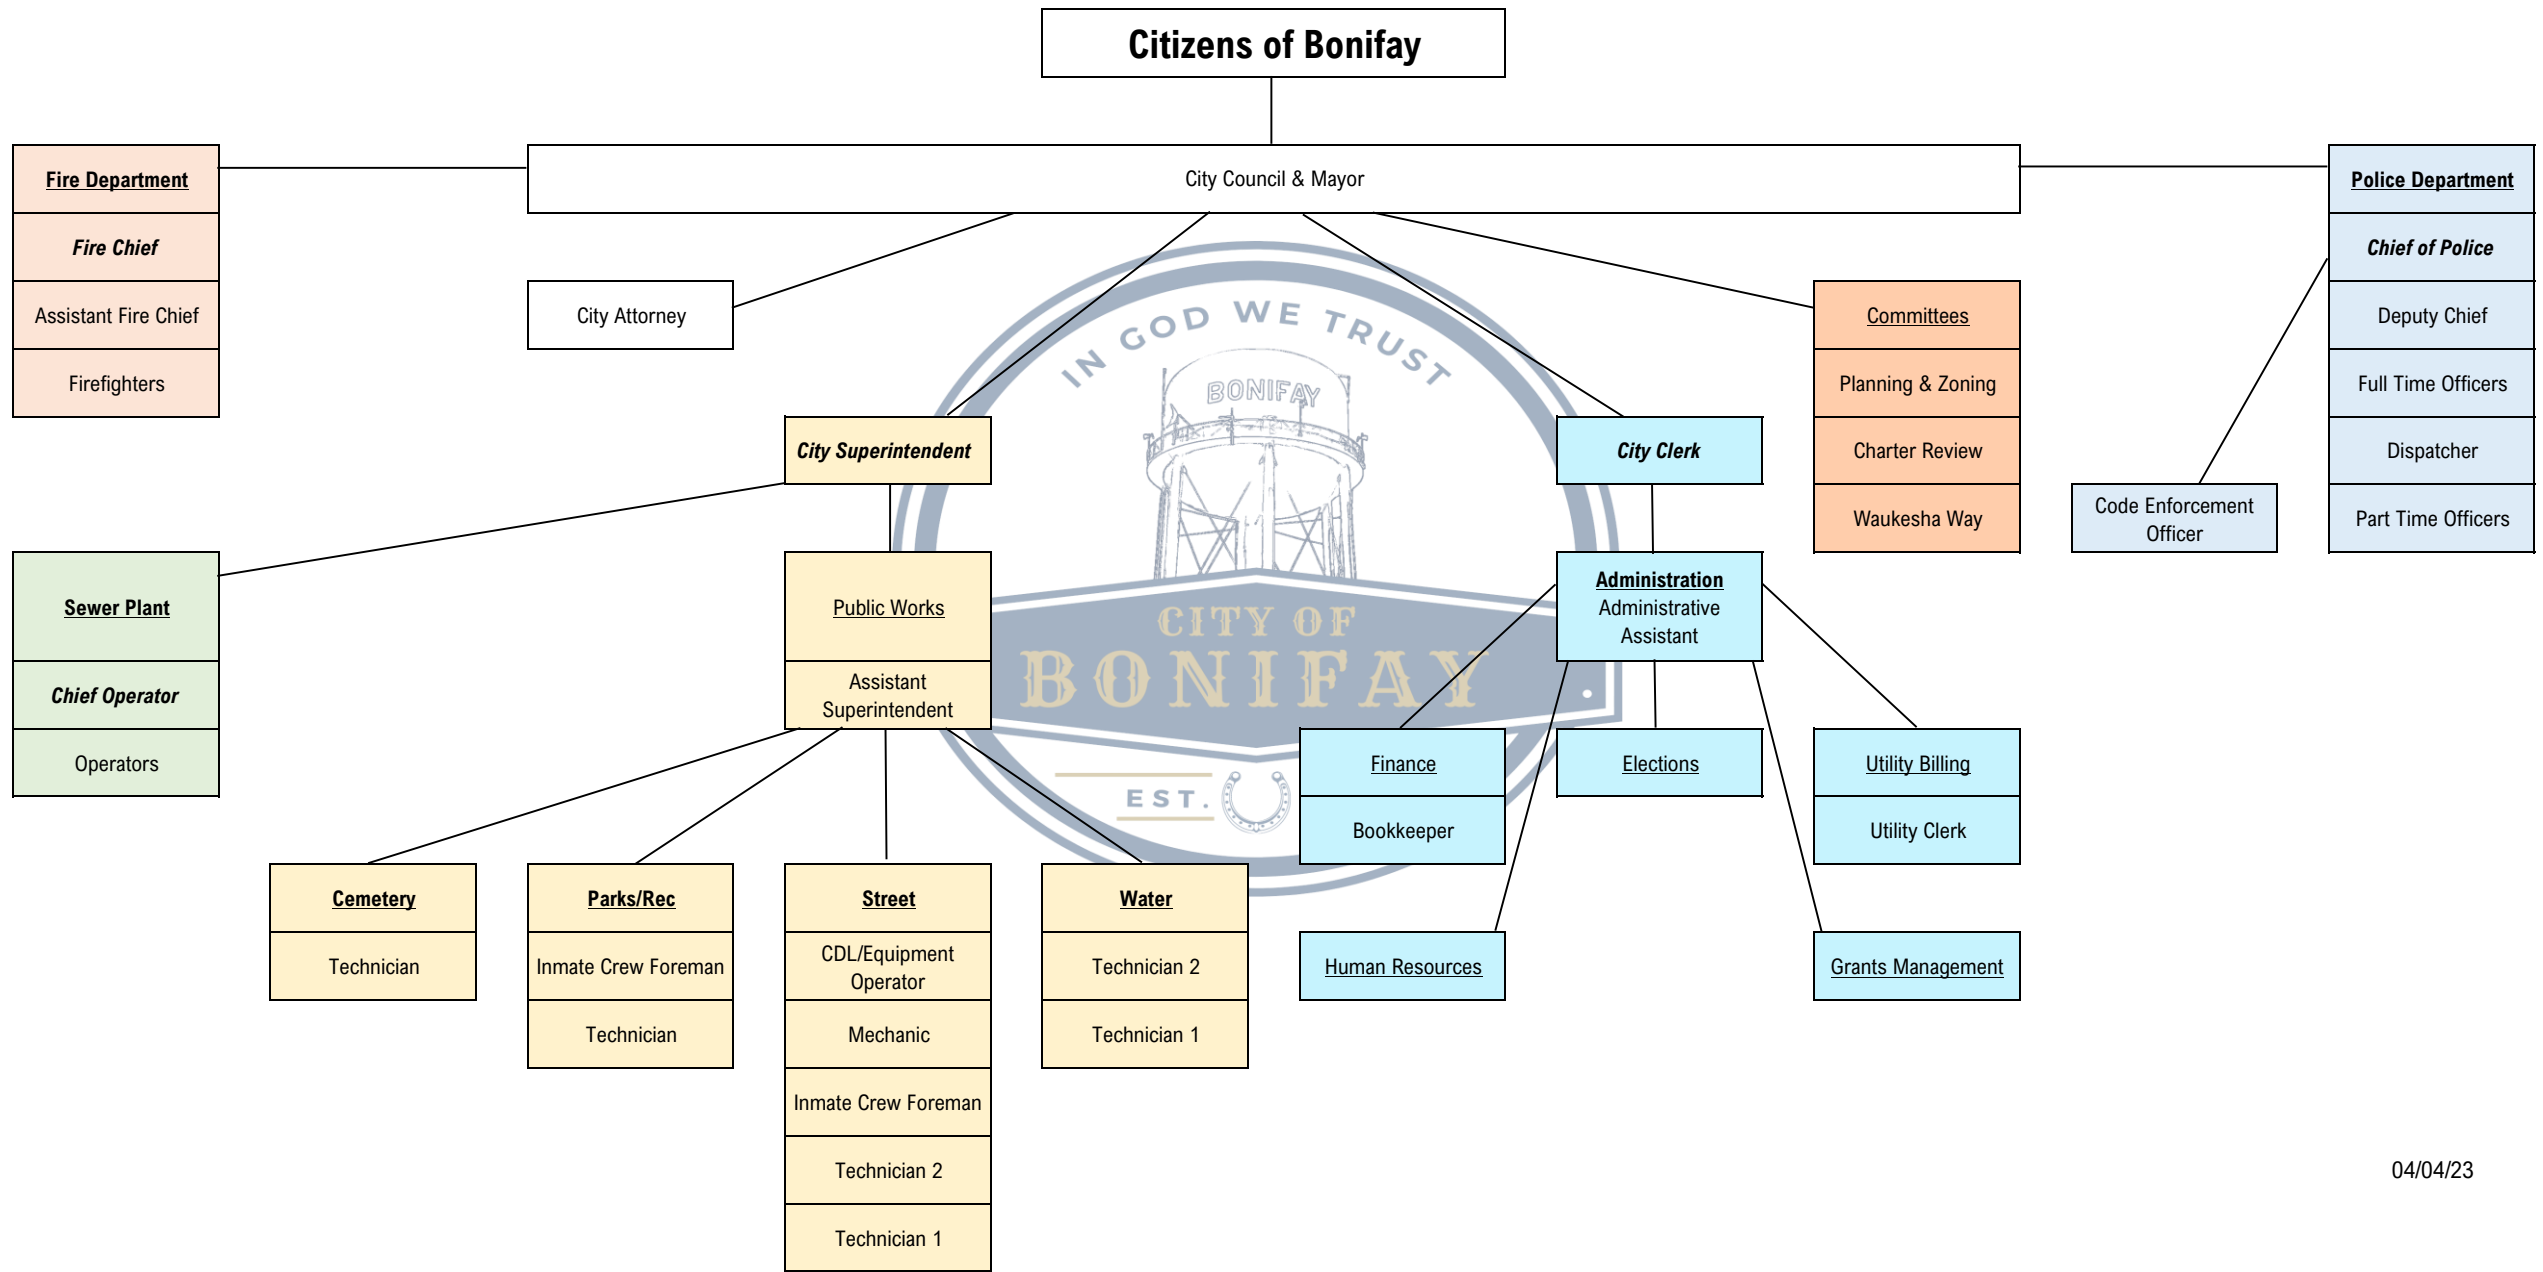 Citizens of Bonifay
Fire Department
Fire Chief
Assistant Fire Chief
Firefighters
City Council & Mayor
Police Department
Chief of Police
Deputy Chief
Full Time Officers
Dispatcher
Part Time Officers
Code Enforcement
Officer
City Attorney
Committees
Planning & Zoning
Charter Review
Waukesha Way
IN GOD WE TRUST
BONIFAY
CITY OF
BONIFAY
EST.
City Superintendent
City Clerk
Sewer Plant
Chief Operator
Operators
Public Works
Assistant
Superintendent
Administration
Administrative
Assistant
Finance
Bookkeeper
Elections
Utility Billing
Utility Clerk
Human Resources
Grants Management
Cemetery
Technician
Parks/Rec
Inmate Crew Foreman
Technician
Street
CDL/Equipment
Operator
Mechanic
Inmate Crew Foreman
Technician 2
Technician 1
Water
Technician 2
Technician 1
04/04/23